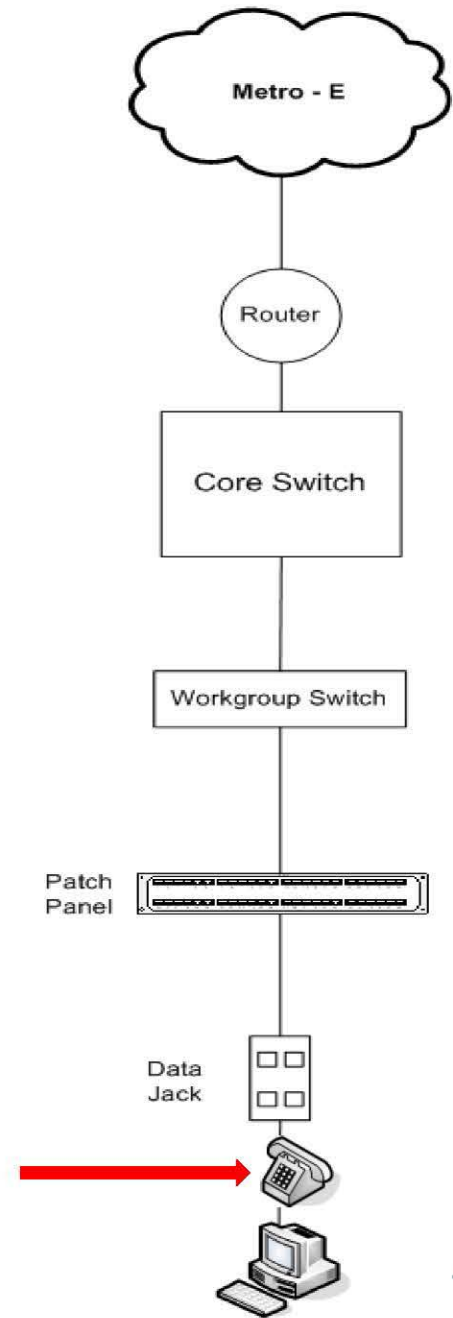 Metro - E
Router
Core Switch
Workgroup Switch
Patch
Panel
Data
Jack